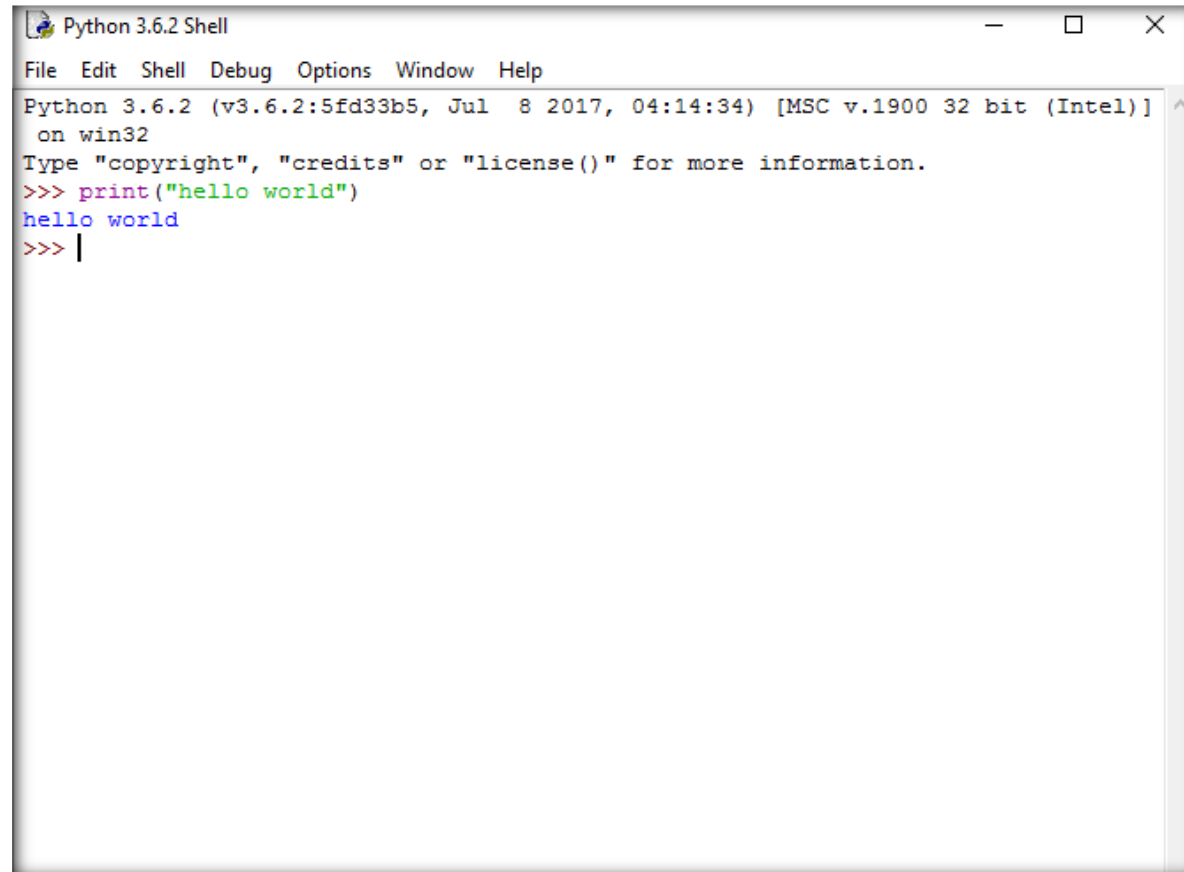 Python 3.6.2 Shell
File Edit Shell Debug Options Window Help
Python 3.6.2 (v3.6.2:5fd33b5, Jul  8 2017, 04:14:34) [MSC v.1900 32 bit (Intel)]
 on win32
Type "copyright", "credits" or "license()" for more information.
>>> print("hello world")
hello world
>>>